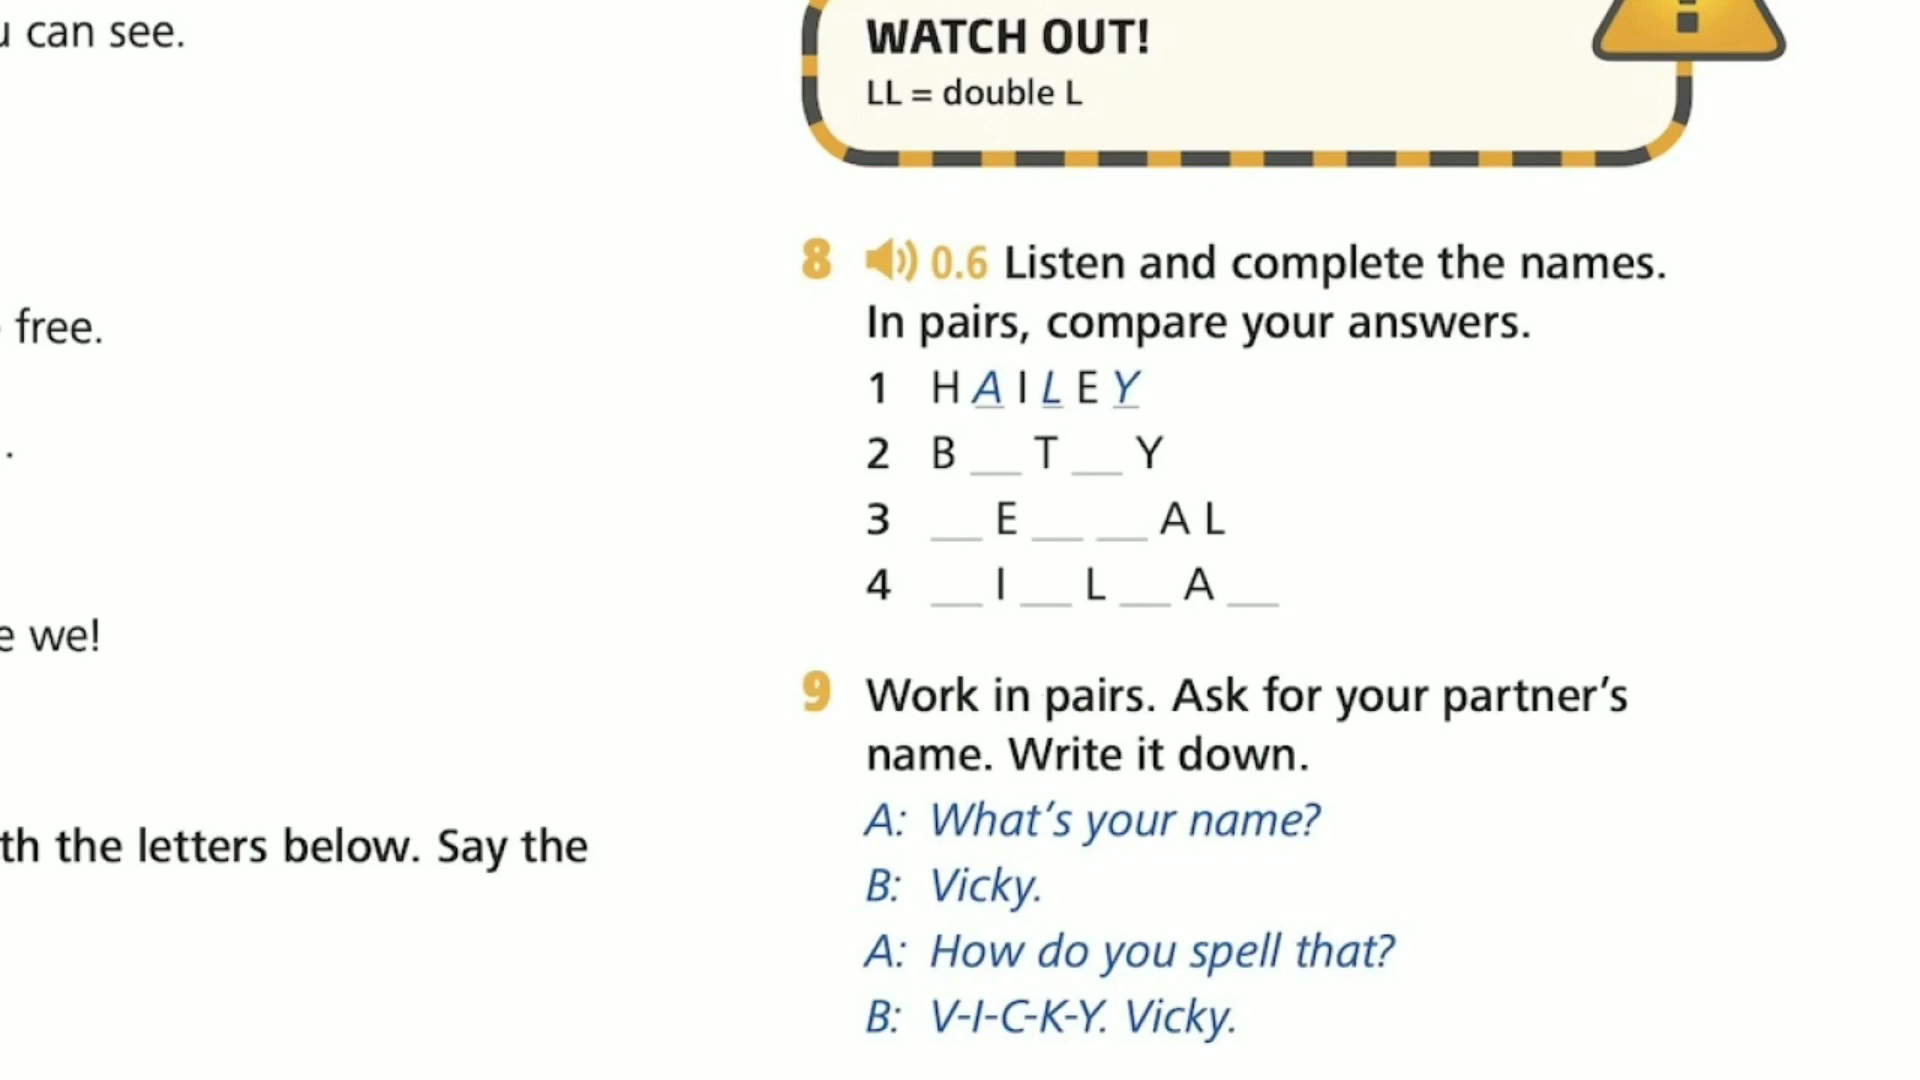 can see.
free.
.
we!
the letters below. Say the
WATCH OUT!
LL = double L
8 0.6 Listen and complete the names.
In pairs, compare your answers.
1 H A I L E Y
2 B __ T __ Y
3 __ E __ __ A L
4 __ I __ L __ A __
9 Work in pairs. Ask for your partner's
name. Write it down.
A: What's your name?
B: Vicky.
A: How do you spell that?
B: V-I-C-K-Y. Vicky.